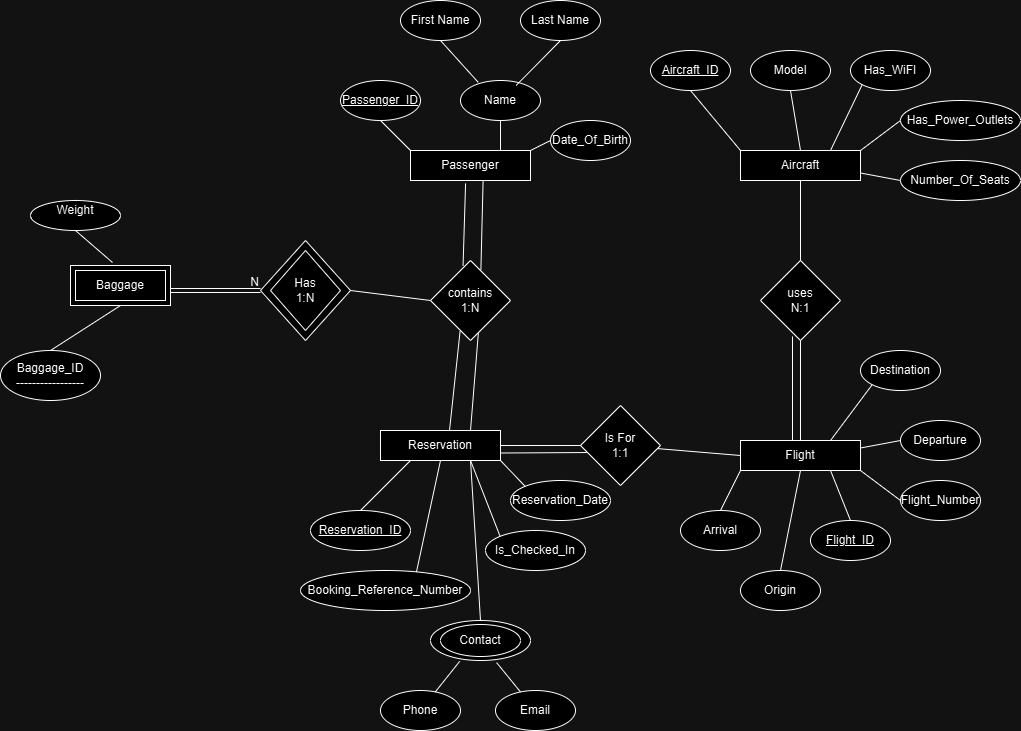 First Name
Last Name
Passenger_ID
Name
Date_Of_Birth
Passenger
Aircraft_ID
Model
Has_WiFI
Has_Power_Outlets
Number_Of_Seats
Aircraft
Weight
Baggage
Baggage_ID
------------------
N
Has
1:N
contains
1:N
uses
N:1
Reservation
Is For
1:1
Flight
Destination
Departure
Flight_Number
Flight_ID
Arrival
Origin
Reservation_Date
Reservation_ID
Is_Checked_In
Booking_Reference_Number
Contact
Phone
Email